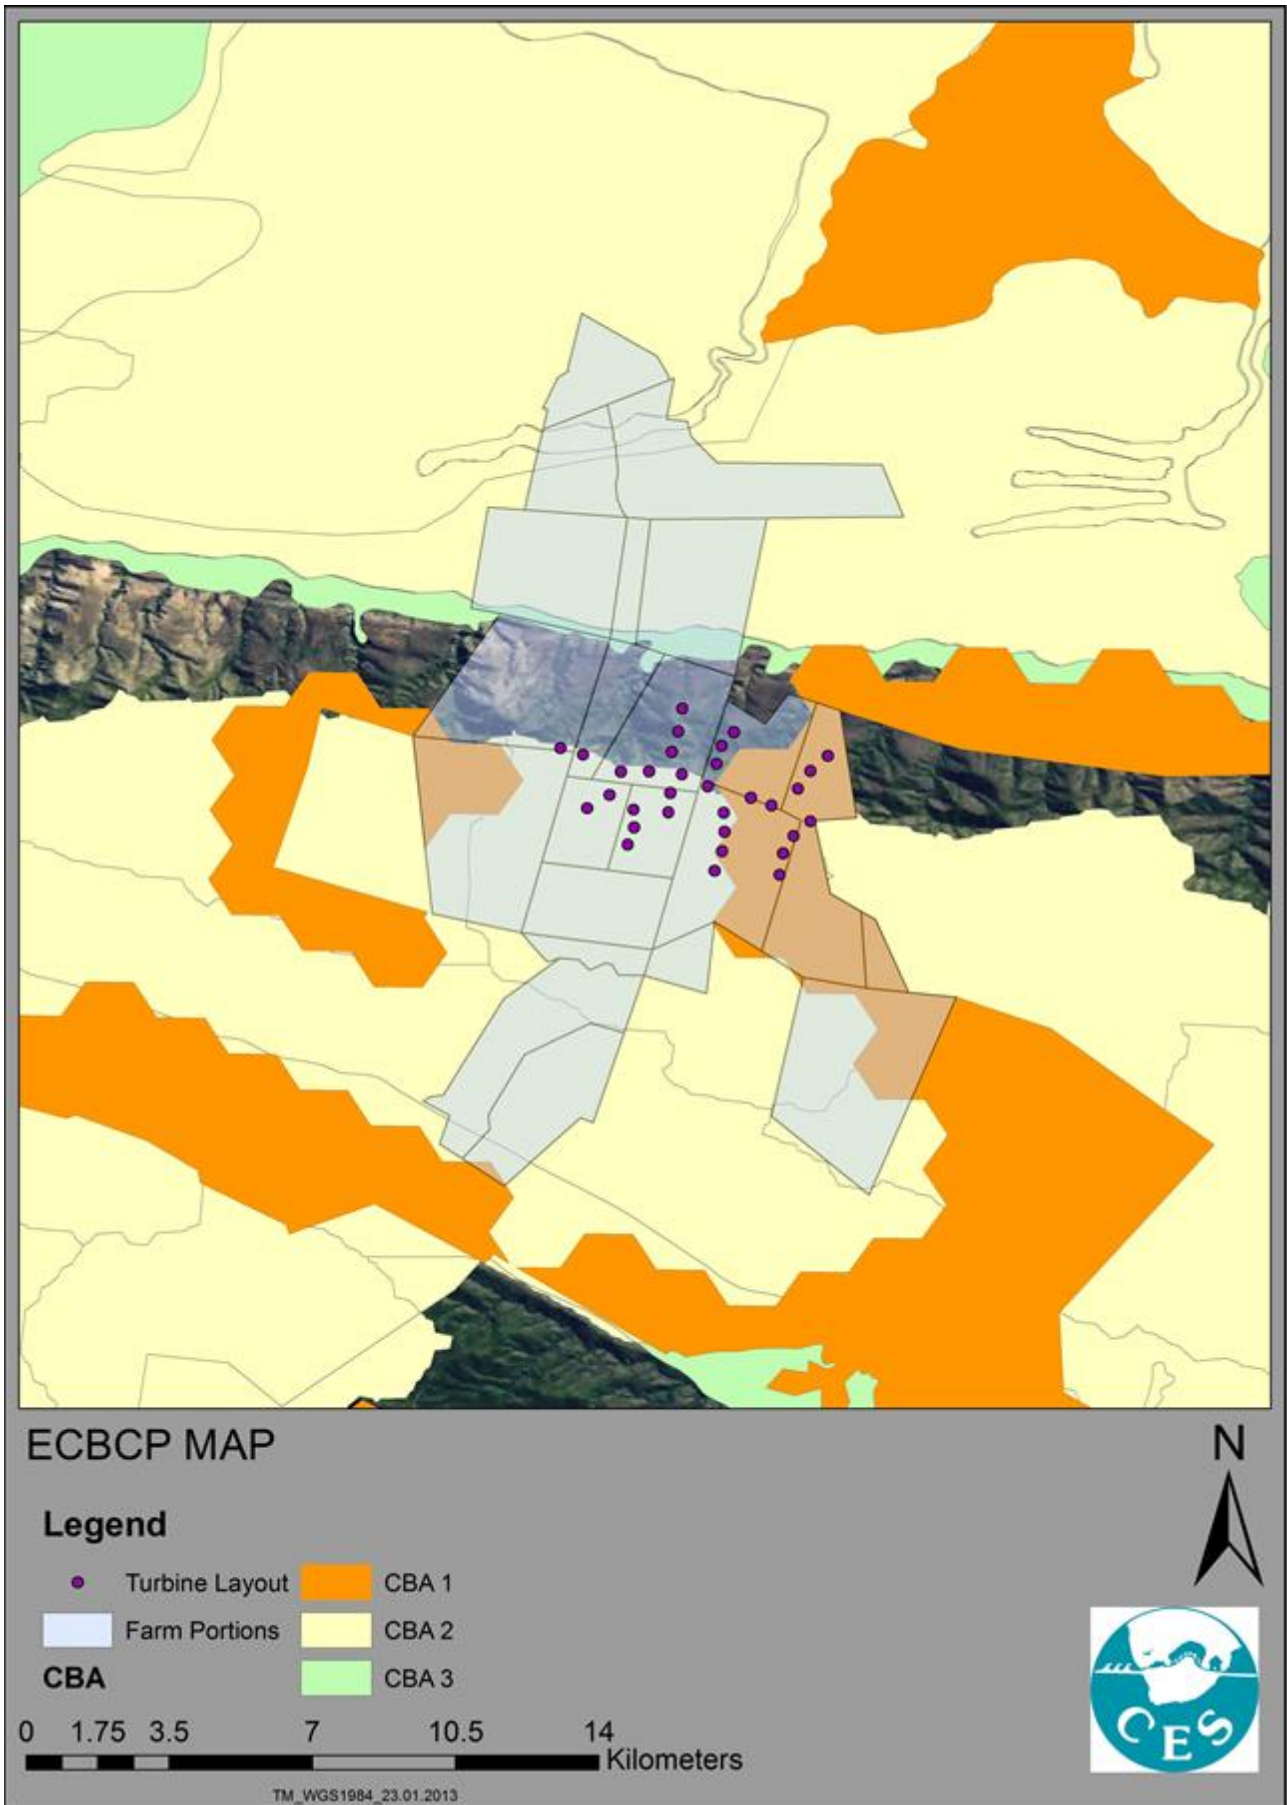 ECBCP MAP
N
Legend
Turbine Layout
CBA 1
Farm Portions
CBA 2
CBA
CBA 3
0 1.75 3.5 7 10.5 14
Kilometers
TM_WGS1984_23.01.2013
CES